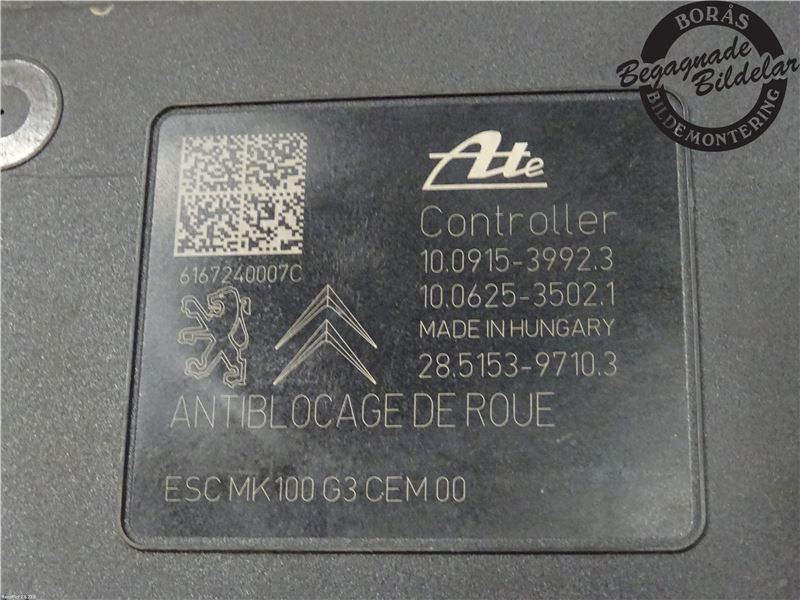 BORÅS
Begagnade
Bildelar
BILDEMONTERING
Ate
Controller
10.0915-3992.3
10.0625-3502.1
MADE IN HUNGARY
28.5153-9710.3
6167240007C
ANTIBLOCAGE DE ROUE
ESC MK100 G3 CEM 00